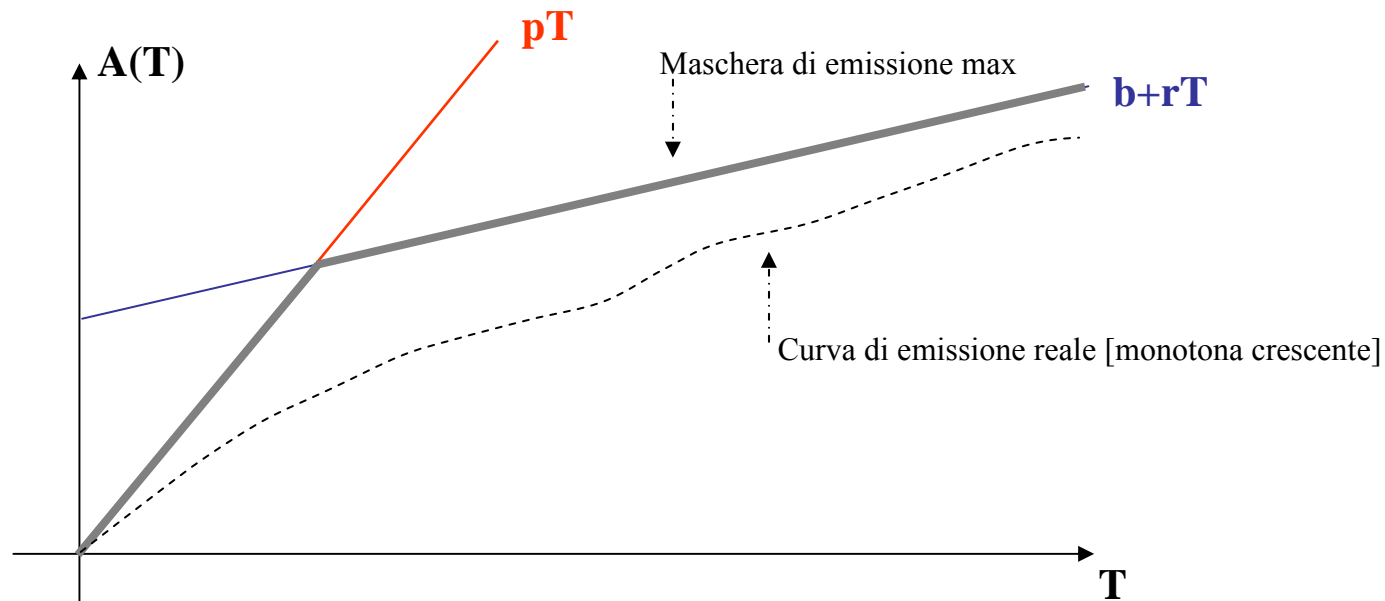 pT
A(T)
Maschera di emissione max
b+rT
Curva di emissione reale [monotona crescente]
T